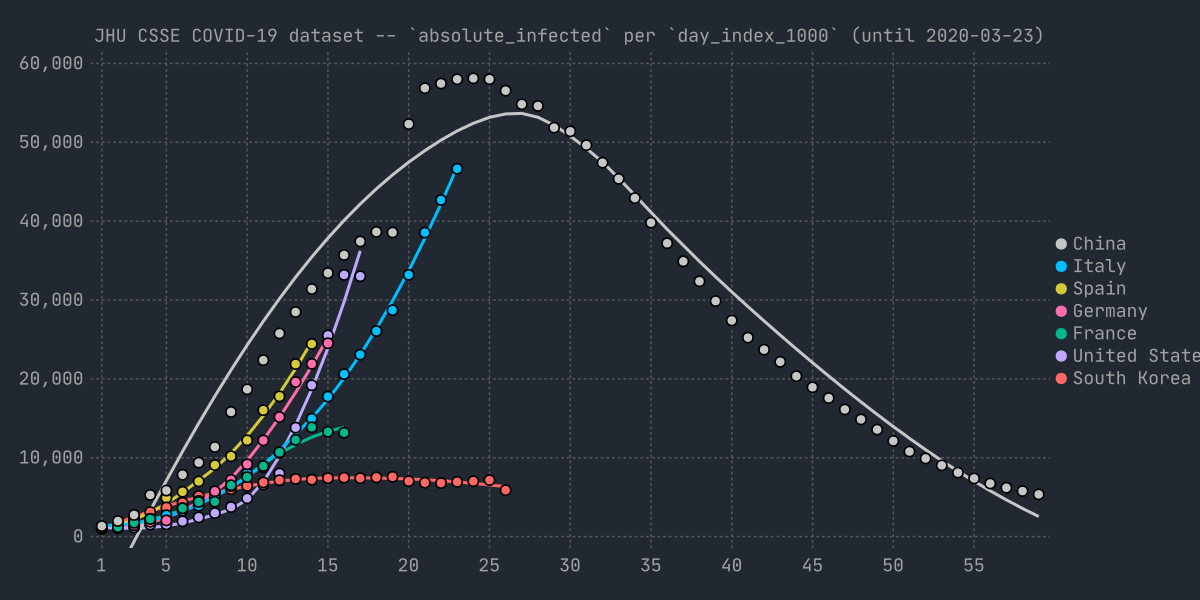 JHU CSSE COVID-19 dataset -- `absolute_infected` per `day_index_1000` (until 2020-03-23)
60,000
50,000
40,000
30,000
20,000
10,000
0
1 5 10 15 20 25 30 35 40 45 50 55
China
Italy
Spain
Germany
France
United State
South Korea